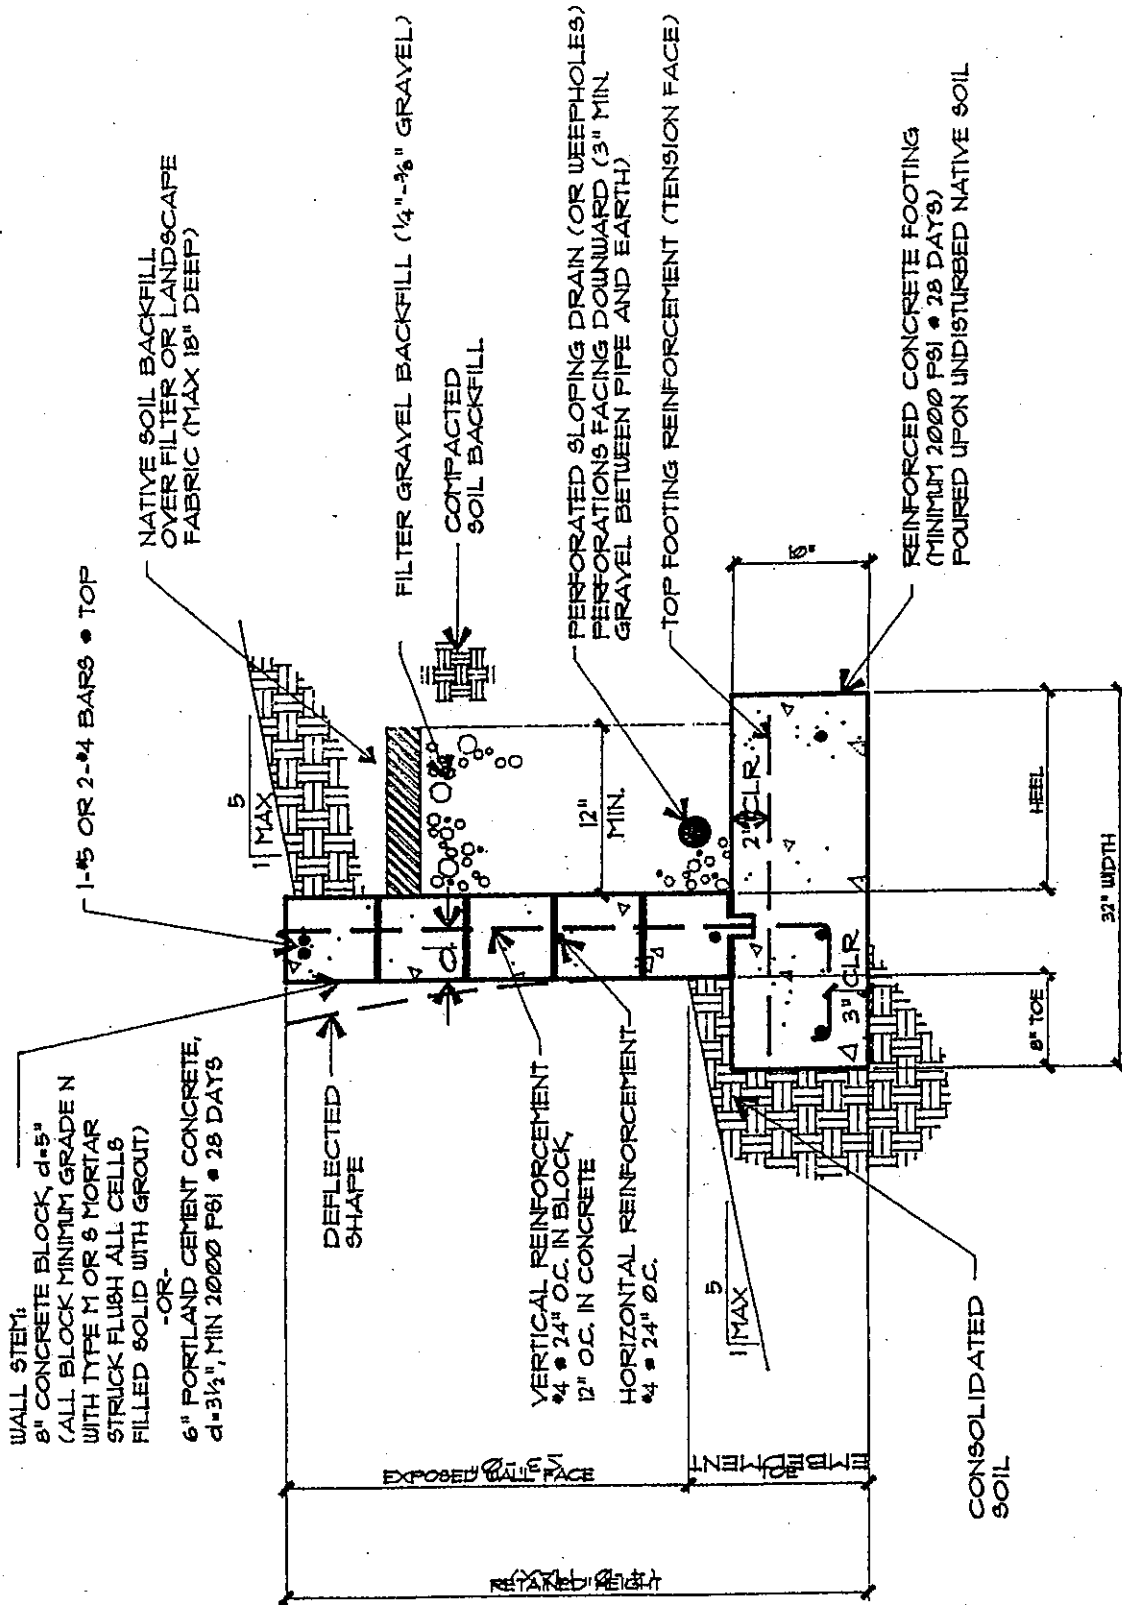 WALL STEM:
8" CONCRETE BLOCK, d=5"
(ALL BLOCK MINIMUM GRADE N
WITH TYPE M OR S MORTAR
STRUCK FLUSH ALL CELLS
FILLED SOLID WITH GROUT)
-OR-
6" PORTLAND CEMENT CONCRETE,
d=3½", MIN 2000 PSI @ 28 DAYS
1-#5 OR 2-#4 BARS @ TOP
NATIVE SOIL BACKFILL
OVER FILTER OR LANDSCAPE
FABRIC (MAX 18" DEEP)
5
1 MAX
FILTER GRAVEL BACKFILL (¼"-⅜" GRAVEL)
COMPACTED
SOIL BACKFILL
DEFLECTED
SHAPE
d
12"
MIN.
PERFORATED SLOPING DRAIN (OR WEEPHOLES)
PERFORATIONS FACING DOWNWARD (3" MIN.
GRAVEL BETWEEN PIPE AND EARTH)
VERTICAL REINFORCEMENT
#4 @ 24" O.C. IN BLOCK,
12" O.C. IN CONCRETE
HORIZONTAL REINFORCEMENT
#4 @ 24" O.C.
TOP FOOTING REINFORCEMENT (TENSION FACE)
2" CLR
3" CLR
10"
5
1 MAX
REINFORCED CONCRETE FOOTING
(MINIMUM 2000 PSI @ 28 DAYS)
POURED UPON UNDISTURBED NATIVE SOIL
CONSOLIDATED
SOIL
8" TOE
HEEL
32" WIDTH
EXPOSED WALL FACE
TOE
EMBEDMENT
RETAINED HEIGHT